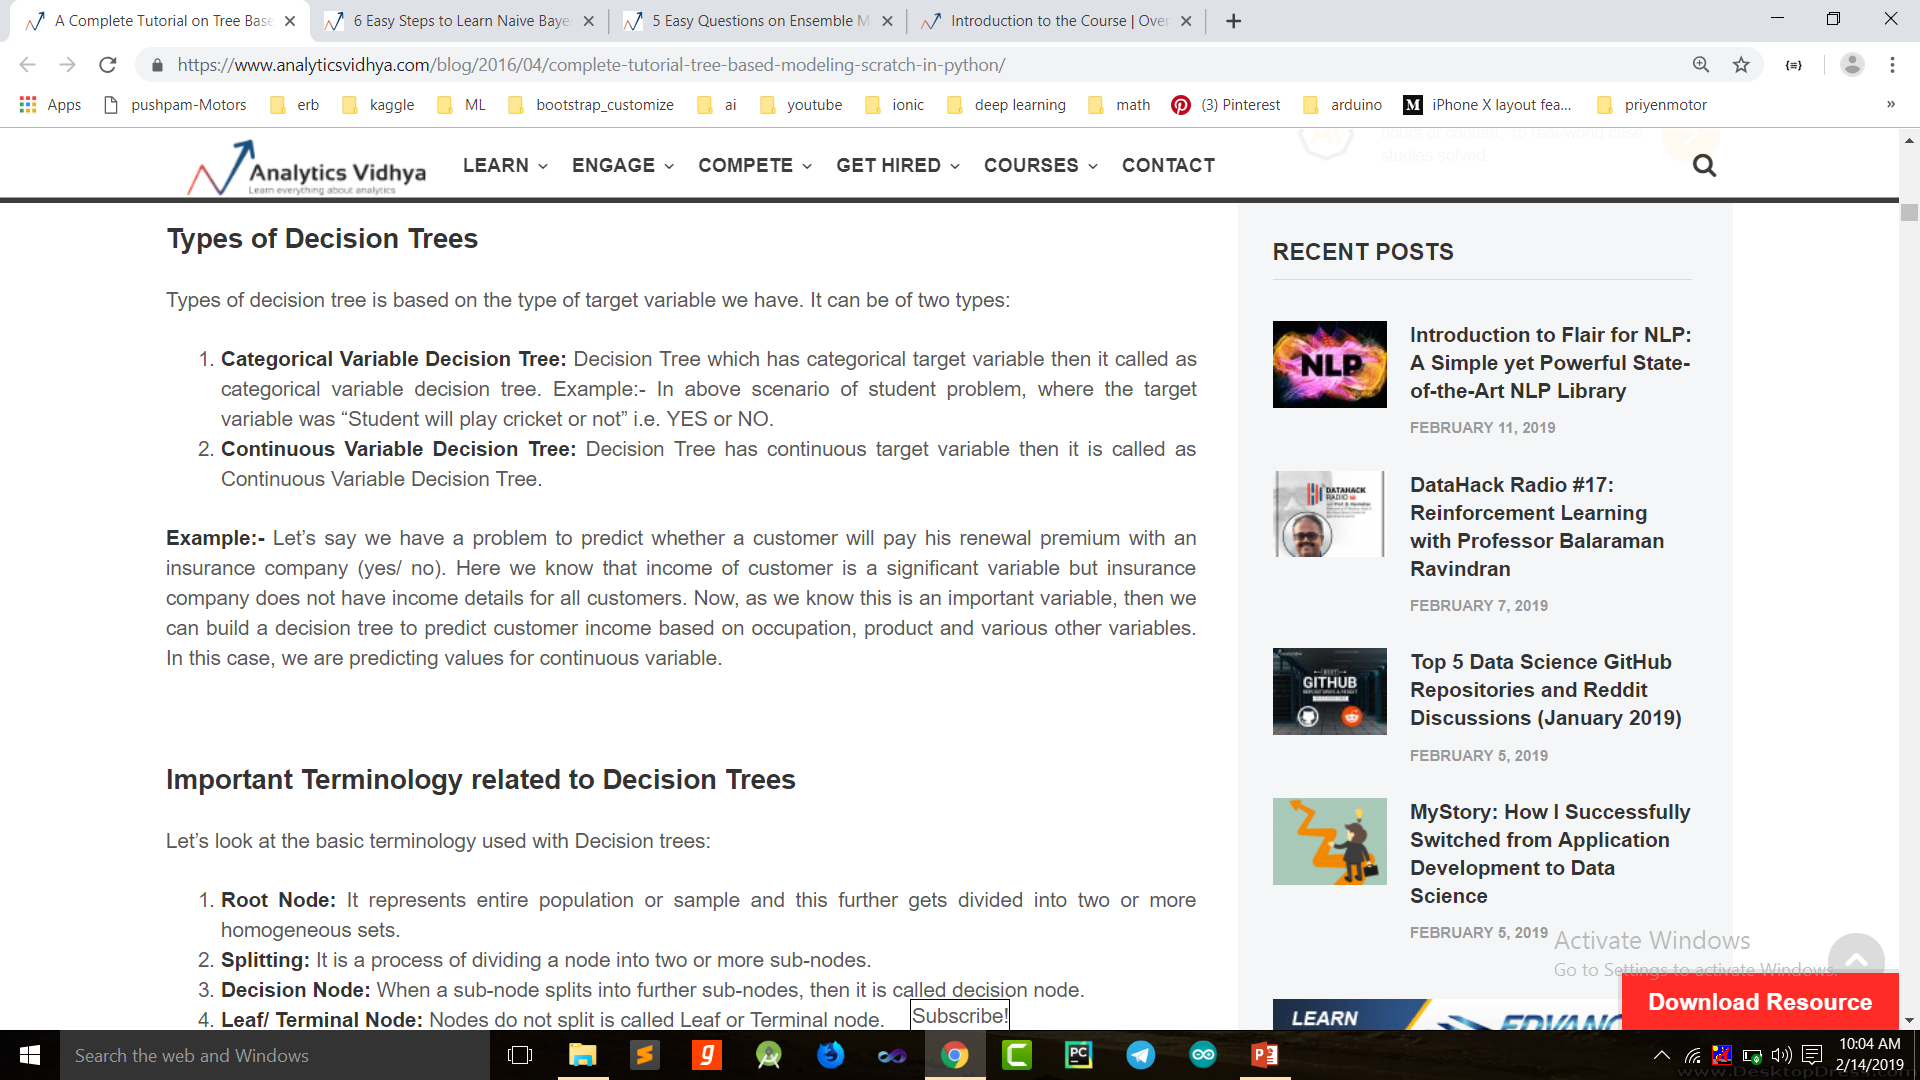 A Complete Tutorial on Tree Base
6 Easy Steps to Learn Naive Baye
5 Easy Questions on Ensemble M
Introduction to the Course | Over
https://www.analyticsvidhya.com/blog/2016/04/complete-tutorial-tree-based-modeling-scratch-in-python/
Apps pushpam-Motors erb kaggle ML bootstrap_customize ai youtube ionic deep learning math (3) Pinterest arduino M iPhone X layout fea... priyenmotor »
hours of content, 15 real-world case
studies solved.
Analytics Vidhya
Learn everything about analytics
LEARN ENGAGE COMPETE GET HIRED COURSES CONTACT
Types of Decision Trees
Types of decision tree is based on the type of target variable we have. It can be of two types:
1. Categorical Variable Decision Tree: Decision Tree which has categorical target variable then it called as
categorical variable decision tree. Example:- In above scenario of student problem, where the target
variable was “Student will play cricket or not” i.e. YES or NO.
2. Continuous Variable Decision Tree: Decision Tree has continuous target variable then it is called as
Continuous Variable Decision Tree.
Example:- Let’s say we have a problem to predict whether a customer will pay his renewal premium with an
insurance company (yes/ no). Here we know that income of customer is a significant variable but insurance
company does not have income details for all customers. Now, as we know this is an important variable, then we
can build a decision tree to predict customer income based on occupation, product and various other variables.
In this case, we are predicting values for continuous variable.
Important Terminology related to Decision Trees
Let’s look at the basic terminology used with Decision trees:
1. Root Node: It represents entire population or sample and this further gets divided into two or more
homogeneous sets.
2. Splitting: It is a process of dividing a node into two or more sub-nodes.
3. Decision Node: When a sub-node splits into further sub-nodes, then it is called decision node.
4. Leaf/ Terminal Node: Nodes do not split is called Leaf or Terminal node.
Subscribe!
RECENT POSTS
NLP
Introduction to Flair for NLP:
A Simple yet Powerful State-
of-the-Art NLP Library
FEBRUARY 11, 2019
DATAHACK
RADIO
DataHack Radio #17:
Reinforcement Learning
with Professor Balaraman
Ravindran
FEBRUARY 7, 2019
GITHUB
Top 5 Data Science GitHub
Repositories and Reddit
Discussions (January 2019)
FEBRUARY 5, 2019
MyStory: How I Successfully
Switched from Application
Development to Data
Science
FEBRUARY 5, 2019
Activate Windows
Go to Settings to activate Windows.
LEARN
Download Resource
Search the web and Windows
10:04 AM
2/14/2019